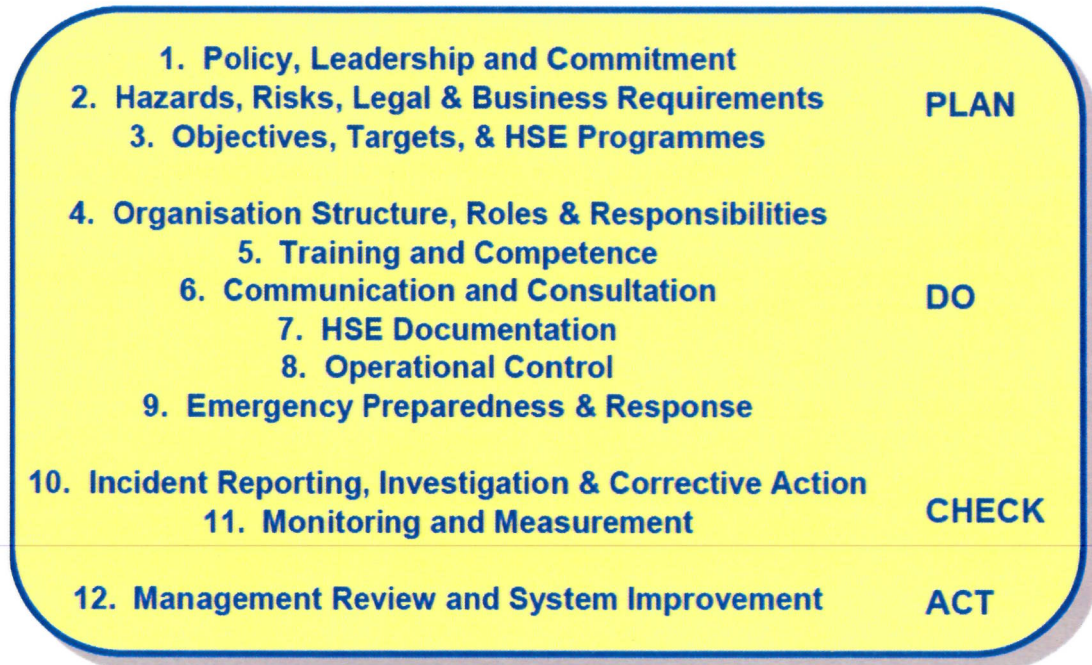 1. Policy, Leadership and Commitment
2. Hazards, Risks, Legal & Business Requirements
PLAN
3. Objectives, Targets, & HSE Programmes
4. Organisation Structure, Roles & Responsibilities
5. Training and Competence
6. Communication and Consultation
DO
7. HSE Documentation
8. Operational Control
9. Emergency Preparedness & Response
10. Incident Reporting, Investigation & Corrective Action
CHECK
11. Monitoring and Measurement
12. Management Review and System Improvement
ACT